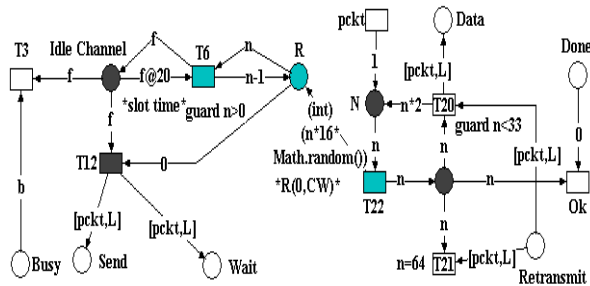 T3
Idle Channel
f
T6
n
R
pckt
Data
Done
f
f@20
n-1
1
[pckt,L]
*slot time*
guard n>0
(int)
N
n*2
T20
0
f
(n*16*
guard n<33
Math.random())
n
n
[pckt,L]
T12
0
*R(0,CW)*
n
n
b
T22
Ok
[pckt,L]
[pckt,L]
n
Busy
Send
Wait
n=64
T21
[pckt,L]
Retransmit